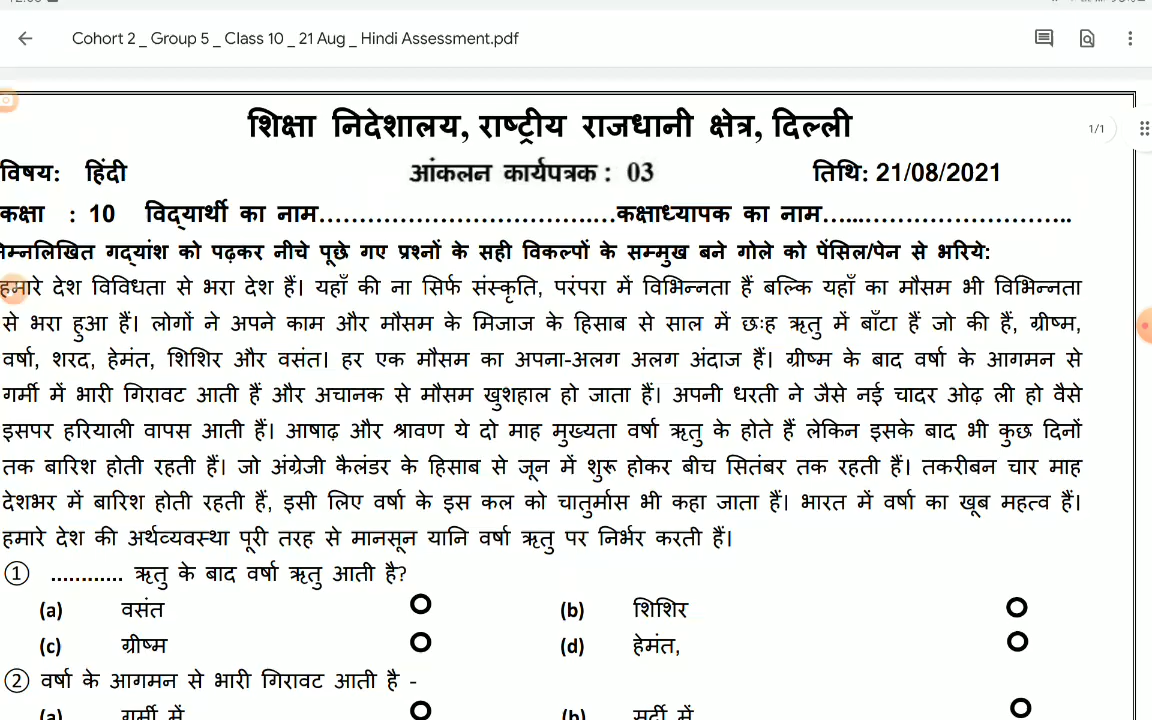 Cohort 2 _ Group 5 _ Class 10 _ 21 Aug _ Hindi Assessment.pdf
शिक्षा निदेशालय, राष्ट्रीय राजधानी क्षेत्र, दिल्ली
1/1
विषय: हिंदी आंकलन कार्यपत्रक : 03 तिथि: 21/08/2021
कक्षा : 10 विद्यार्थी का नाम...................................कक्षाध्यापक का नाम..............................
निम्नलिखित गद्यांश को पढ़कर नीचे पूछे गए प्रश्नों के सही विकल्पों के सम्मुख बने गोले को पेंसिल/पेन से भरिये:
हमारे देश विविधता से भरा देश हैं। यहाँ की ना सिर्फ संस्कृति, परंपरा में विभिन्नता हैं बल्कि यहाँ का मौसम भी विभिन्नता
से भरा हुआ हैं। लोगों ने अपने काम और मौसम के मिजाज के हिसाब से साल में छःह ऋतु में बाँटा हैं जो की हैं, ग्रीष्म,
वर्षा, शरद, हेमंत, शिशिर और वसंत। हर एक मौसम का अपना-अलग अलग अंदाज हैं। ग्रीष्म के बाद वर्षा के आगमन से
गर्मी में भारी गिरावट आती हैं और अचानक से मौसम खुशहाल हो जाता हैं। अपनी धरती ने जैसे नई चादर ओढ़ ली हो वैसे
इसपर हरियाली वापस आती हैं। आषाढ़ और श्रावण ये दो माह मुख्यता वर्षा ऋतु के होते हैं लेकिन इसके बाद भी कुछ दिनों
तक बारिश होती रहती हैं। जो अंग्रेजी कैलंडर के हिसाब से जून में शुरू होकर बीच सितंबर तक रहती हैं। तकरीबन चार माह
देशभर में बारिश होती रहती हैं, इसी लिए वर्षा के इस कल को चातुर्मास भी कहा जाता हैं। भारत में वर्षा का खूब महत्व हैं।
हमारे देश की अर्थव्यवस्था पूरी तरह से मानसून यानि वर्षा ऋतु पर निर्भर करती हैं।
① ............ ऋतु के बाद वर्षा ऋतु आती है?
(a) वसंत (b) शिशिर
(c) ग्रीष्म (d) हेमंत,
② वर्षा के आगमन से भारी गिरावट आती है -
(a) गर्मी में (b) सर्दी में